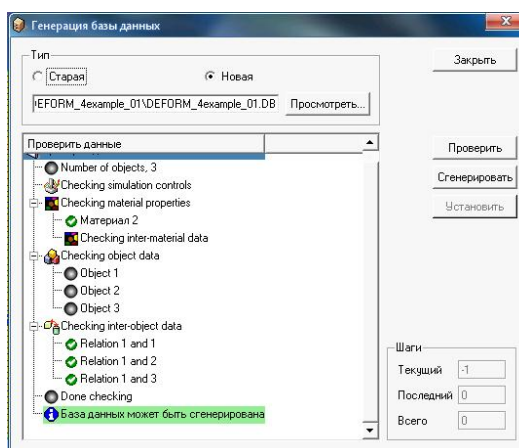 Генерация базы данных
Тип
Старая
Новая
EFORM_4example_01\DEFORM_4example_01.DB
Просмотреть...
Закрыть
Проверить данные
Number of objects, 3
Checking simulation controls
Checking material properties
Материал 2
Checking inter-material data
Checking object data
Object 1
Object 2
Object 3
Checking inter-object data
Relation 1 and 1
Relation 1 and 2
Relation 1 and 3
Done checking
База данных может быть сгенерирована
Проверить
Сгенерировать
Установить
Шаги
Текущий -1
Последний 0
Всего 0